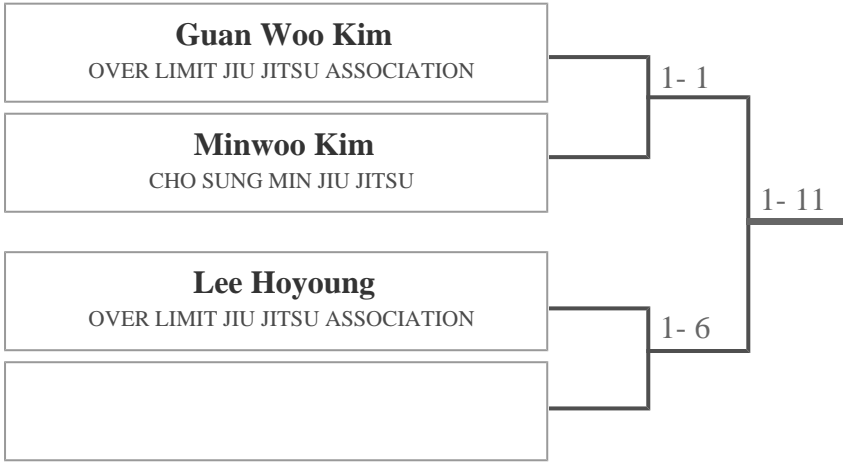 Guan Woo Kim
OVER LIMIT JIU JITSU ASSOCIATION
1- 1
Minwoo Kim
CHO SUNG MIN JIU JITSU
1- 11
Lee Hoyoung
OVER LIMIT JIU JITSU ASSOCIATION
1- 6